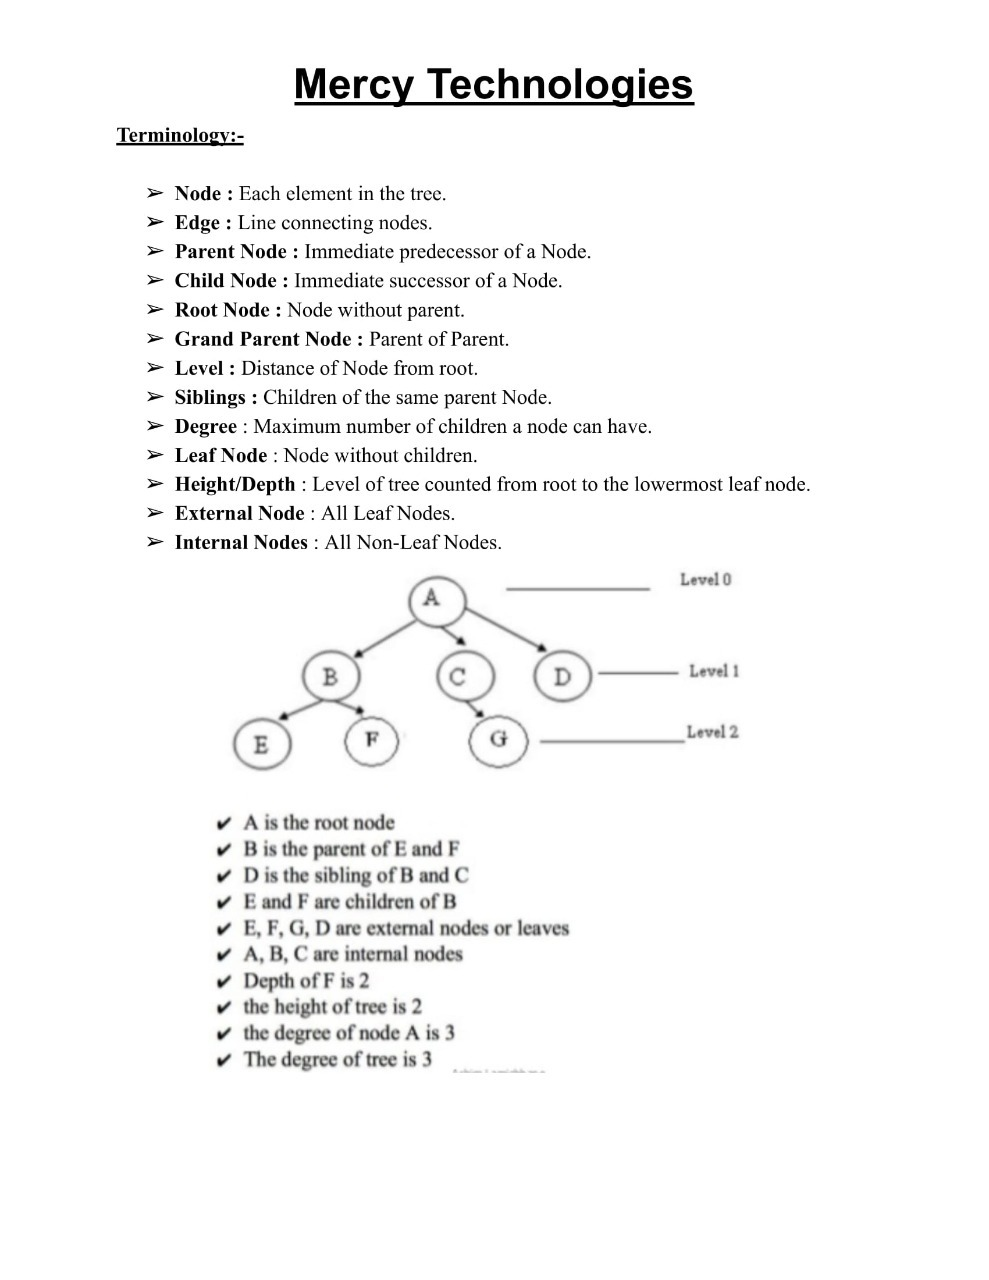 Mercy Technologies
Terminology:-
➢ Node : Each element in the tree.
➢ Edge : Line connecting nodes.
➢ Parent Node : Immediate predecessor of a Node.
➢ Child Node : Immediate successor of a Node.
➢ Root Node : Node without parent.
➢ Grand Parent Node : Parent of Parent.
➢ Level : Distance of Node from root.
➢ Siblings : Children of the same parent Node.
➢ Degree : Maximum number of children a node can have.
➢ Leaf Node : Node without children.
➢ Height/Depth : Level of tree counted from root to the lowermost leaf node.
➢ External Node : All Leaf Nodes.
➢ Internal Nodes : All Non-Leaf Nodes.
A Level 0
B C D Level 1
E F G Level 2
✔ A is the root node
✔ B is the parent of E and F
✔ D is the sibling of B and C
✔ E and F are children of B
✔ E, F, G, D are external nodes or leaves
✔ A, B, C are internal nodes
✔ Depth of F is 2
✔ the height of tree is 2
✔ the degree of node A is 3
✔ The degree of tree is 3